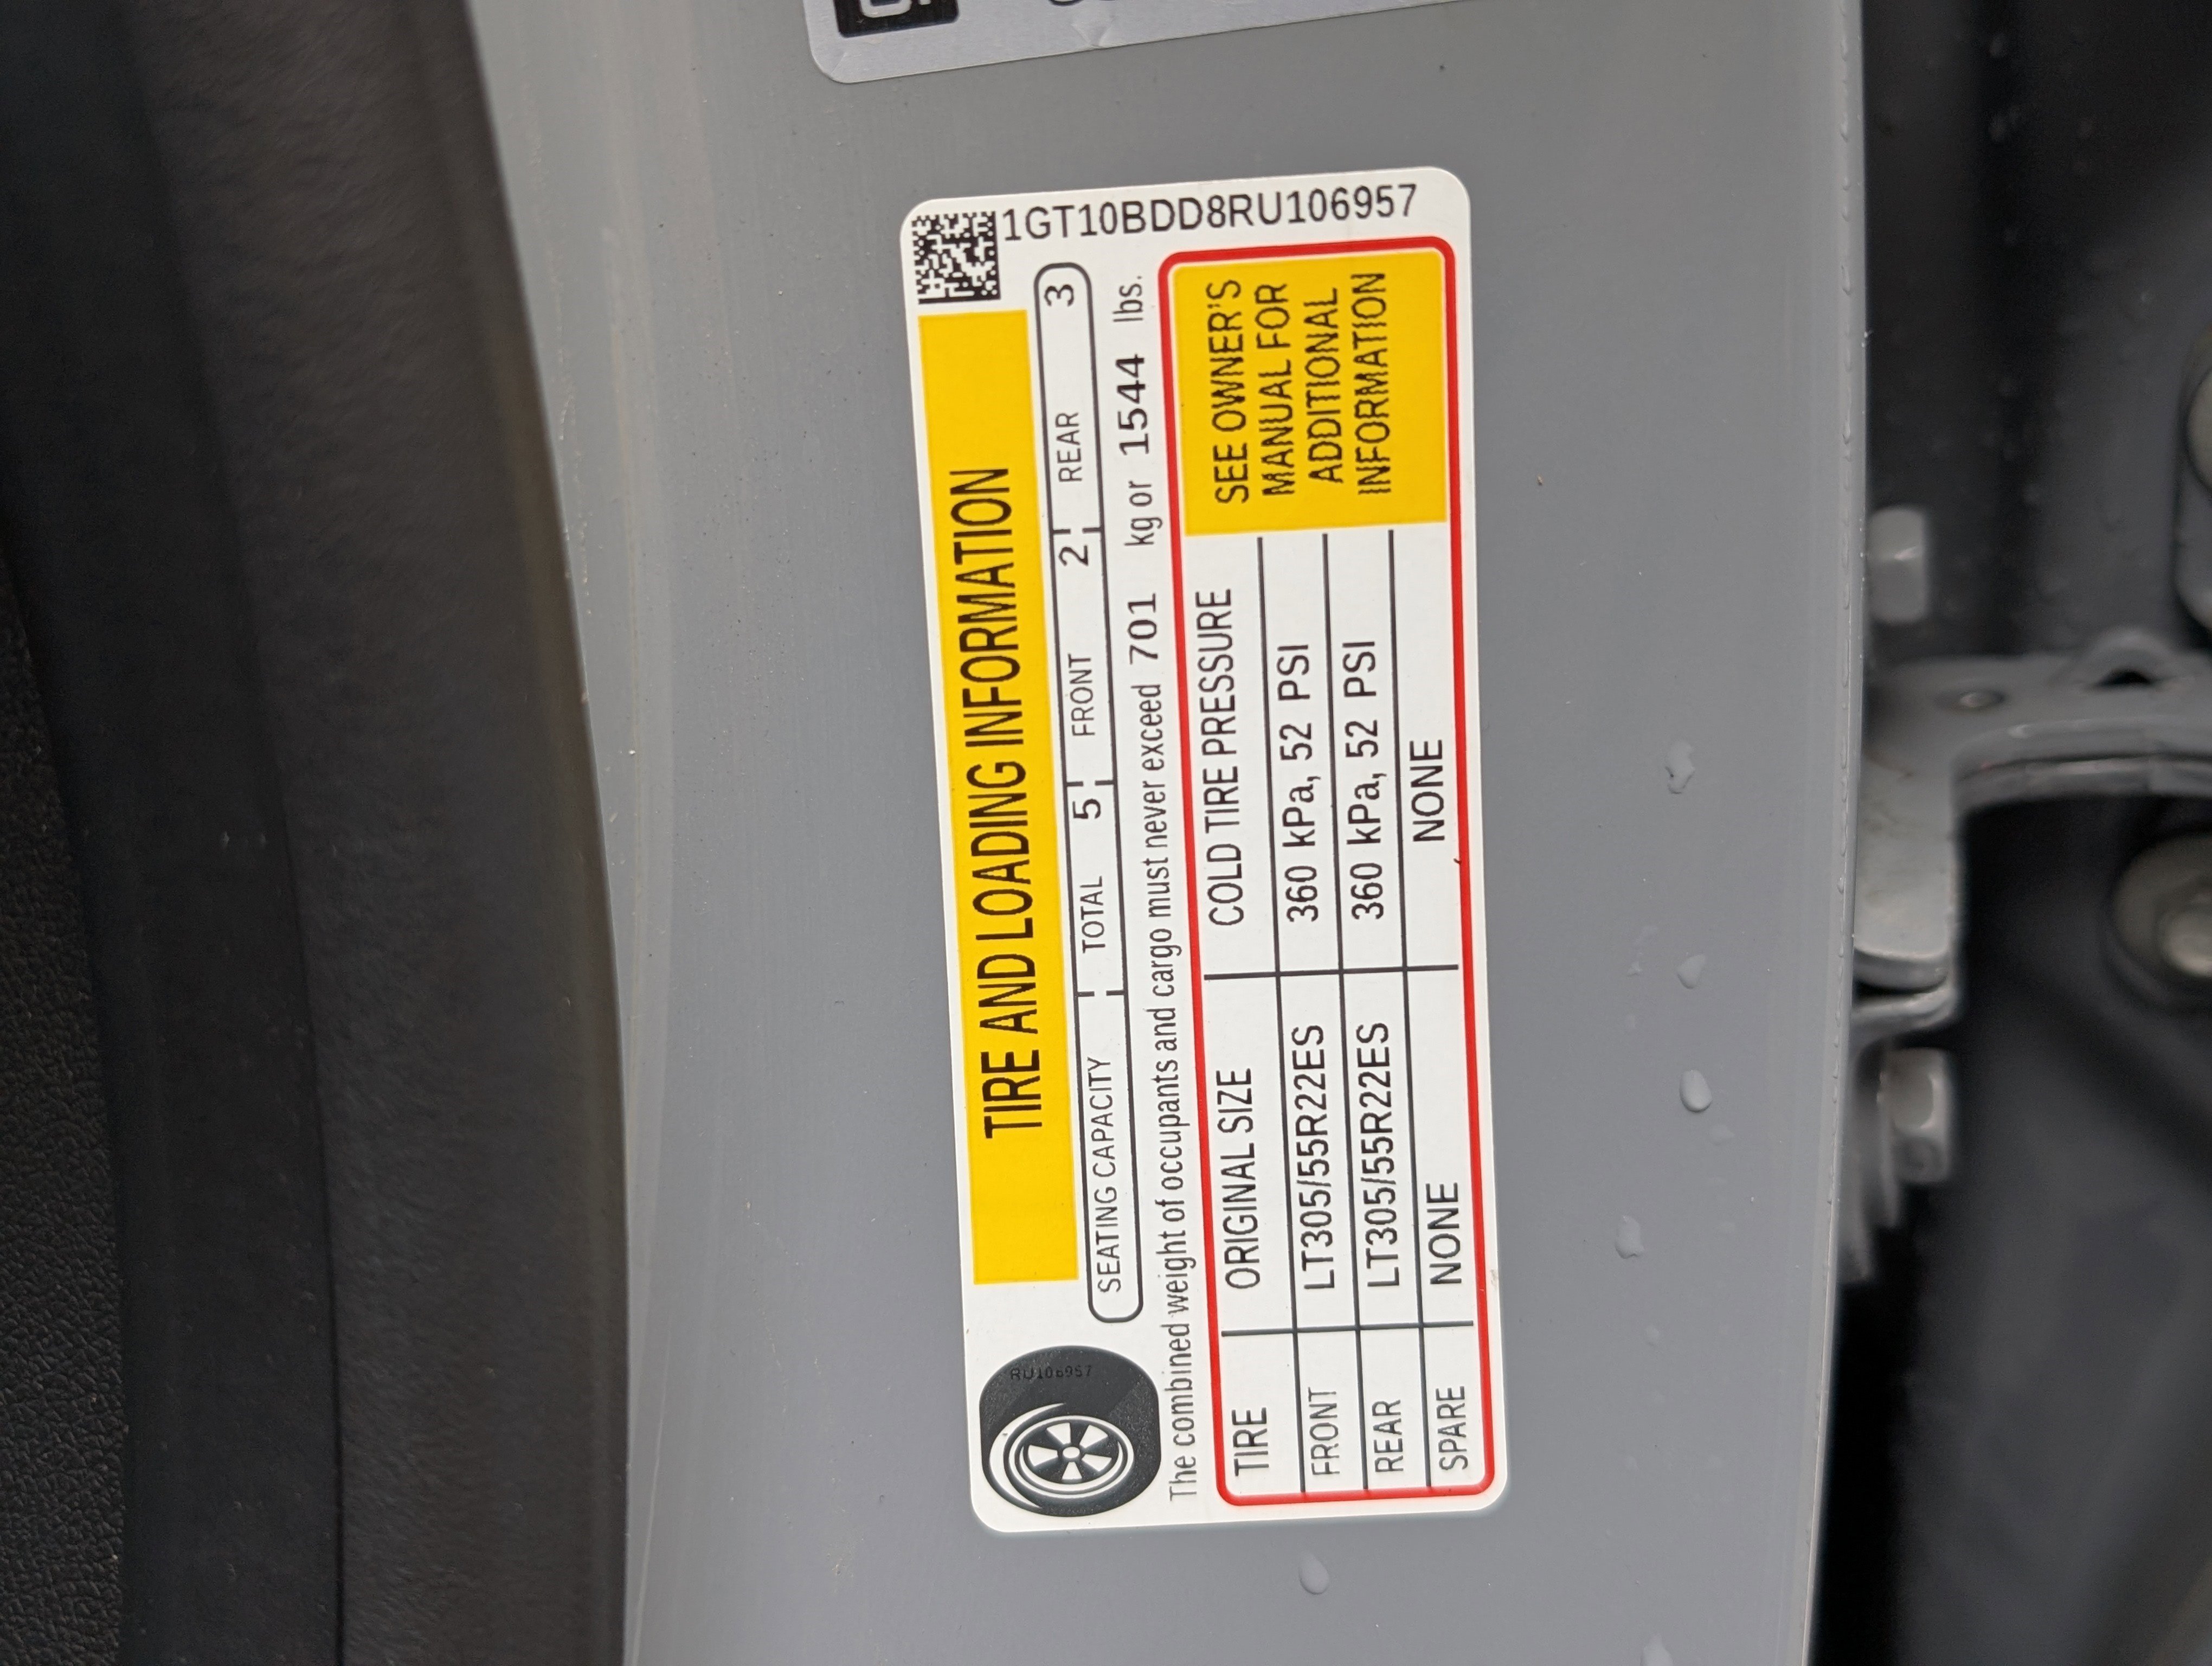 1GT10BDD8RU106957
TIRE AND LOADING INFORMATION
SEATING CAPACITY TOTAL 5 FRONT 2 REAR 3
The combined weight of occupants and cargo must never exceed 701 kg or 1544 lbs.
TIRE ORIGINAL SIZE COLD TIRE PRESSURE
FRONT LT305/55R22ES 360 kPa, 52 PSI
REAR LT305/55R22ES 360 kPa, 52 PSI
SPARE NONE NONE
SEE OWNER'S
MANUAL FOR
ADDITIONAL
INFORMATION
RU106957